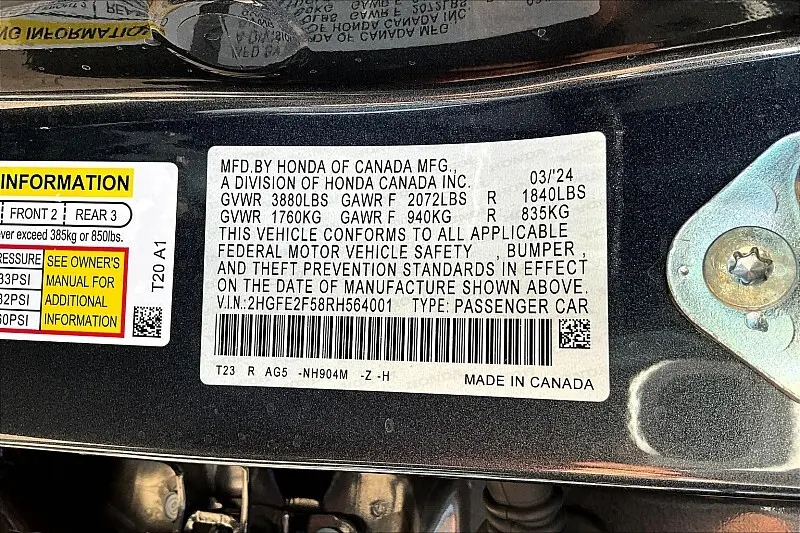 NG INFORMATION
INFORMATION
FRONT 2 | REAR 3
ver exceed 385kg or 850lbs.
RESSURE
SEE OWNER'S
33PSI
MANUAL FOR
32PSI
ADDITIONAL
60PSI
INFORMATION
T20 A1
MFD.BY HONDA OF CANADA MFG.,
A DIVISION OF HONDA CANADA INC. 03/'24
GVWR 3880LBS GAWR F 2072LBS R 1840LBS
GVWR 1760KG GAWR F 940KG R 835KG
THIS VEHICLE CONFORMS TO ALL APPLICABLE
FEDERAL MOTOR VEHICLE SAFETY , BUMPER ,
AND THEFT PREVENTION STANDARDS IN EFFECT
ON THE DATE OF MANUFACTURE SHOWN ABOVE.
V.I.N.:2HGFE2F58RH564001 TYPE: PASSENGER CAR
T23 R AG5 -NH904M -Z -H
MADE IN CANADA